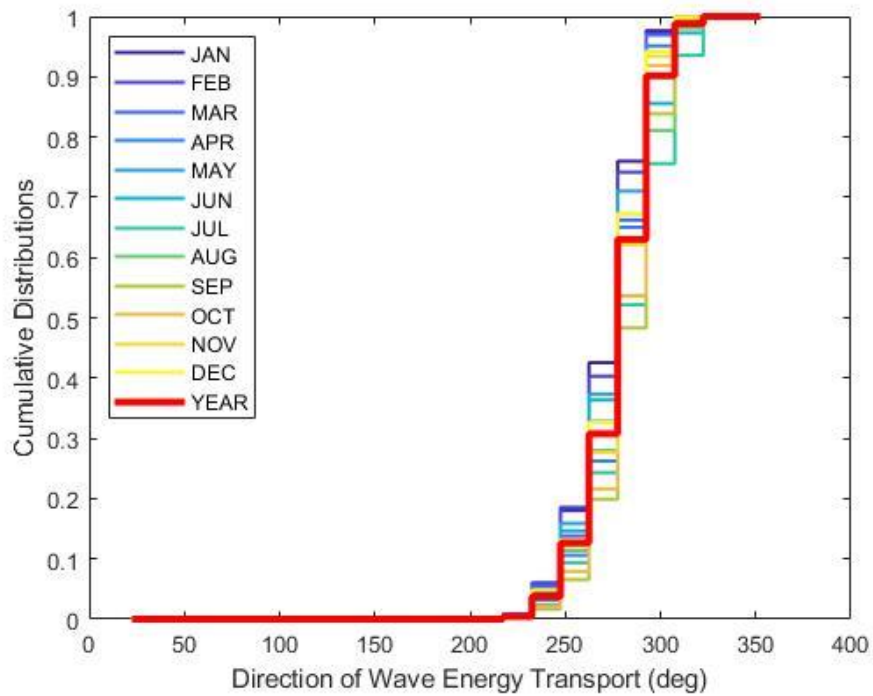 Cumulative Distributions
1
0.9
0.8
0.7
0.6
0.5
0.4
0.3
0.2
0.1
0
JAN
FEB
MAR
APR
MAY
JUN
JUL
AUG
SEP
OCT
NOV
DEC
YEAR
0 50 100 150 200 250 300 350 400
Direction of Wave Energy Transport (deg)